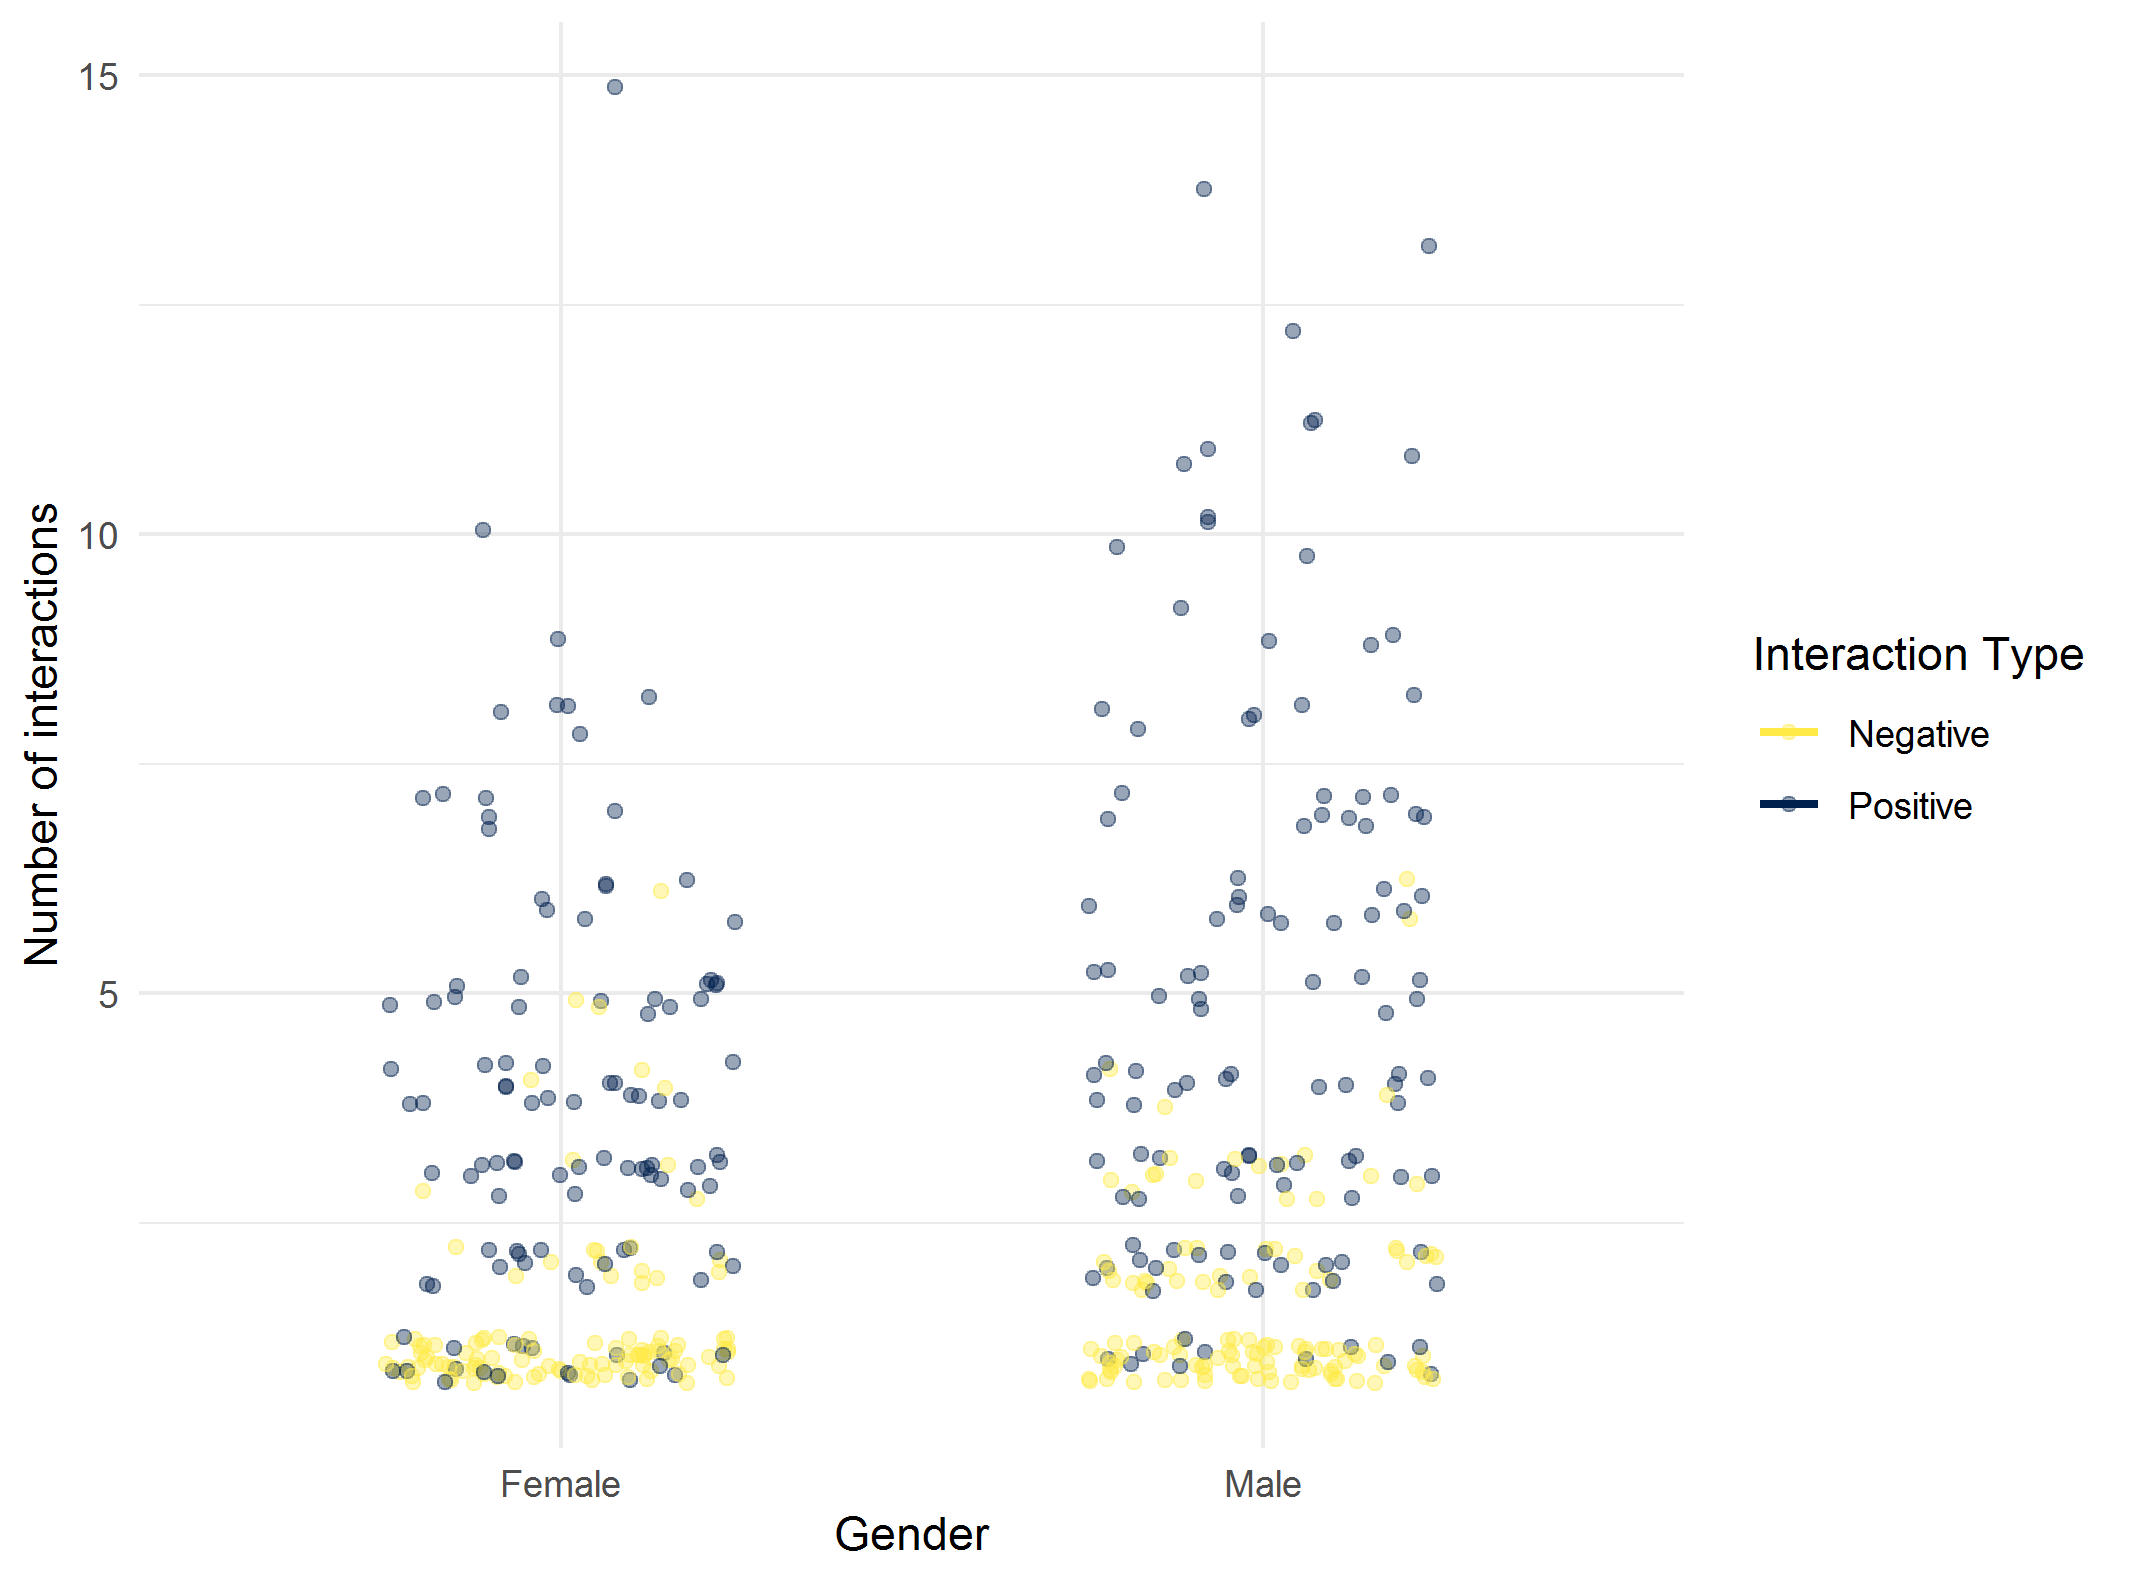 15
10
5
Number of interactions
Female
Male
Gender
Interaction Type
Negative
Positive